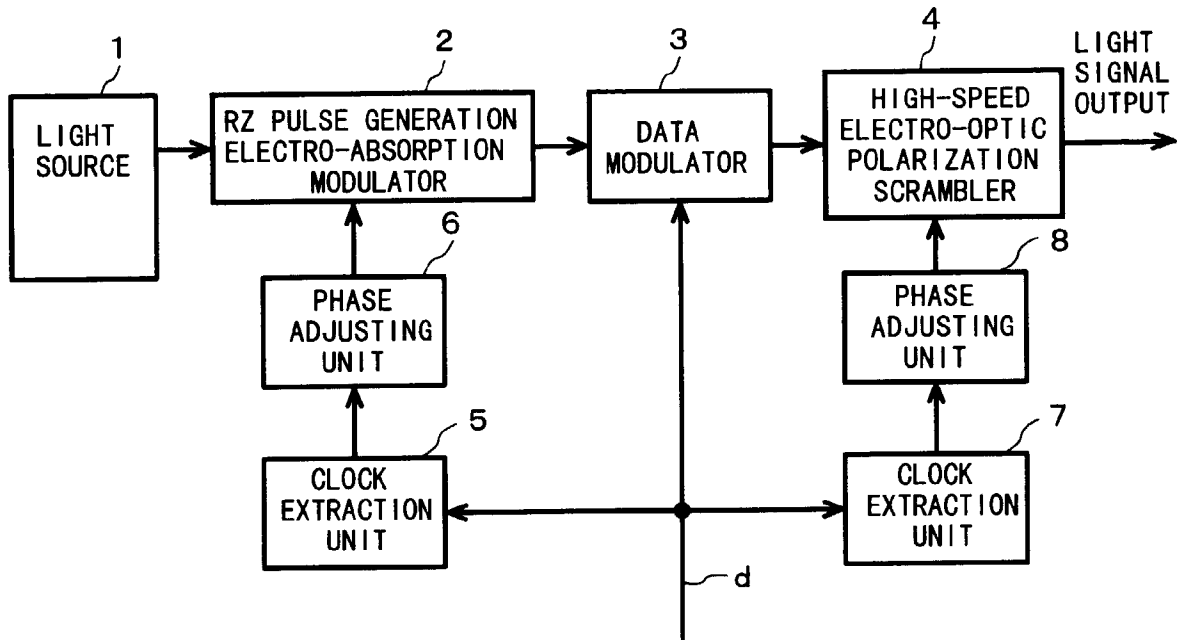 1
LIGHT
SOURCE
2
RZ PULSE GENERATION
ELECTRO-ABSORPTION
MODULATOR
3
DATA
MODULATOR
4
HIGH-SPEED
ELECTRO-OPTIC
POLARIZATION
SCRAMBLER
LIGHT
SIGNAL
OUTPUT
6
PHASE
ADJUSTING
UNIT
8
PHASE
ADJUSTING
UNIT
5
CLOCK
EXTRACTION
UNIT
7
CLOCK
EXTRACTION
UNIT
d